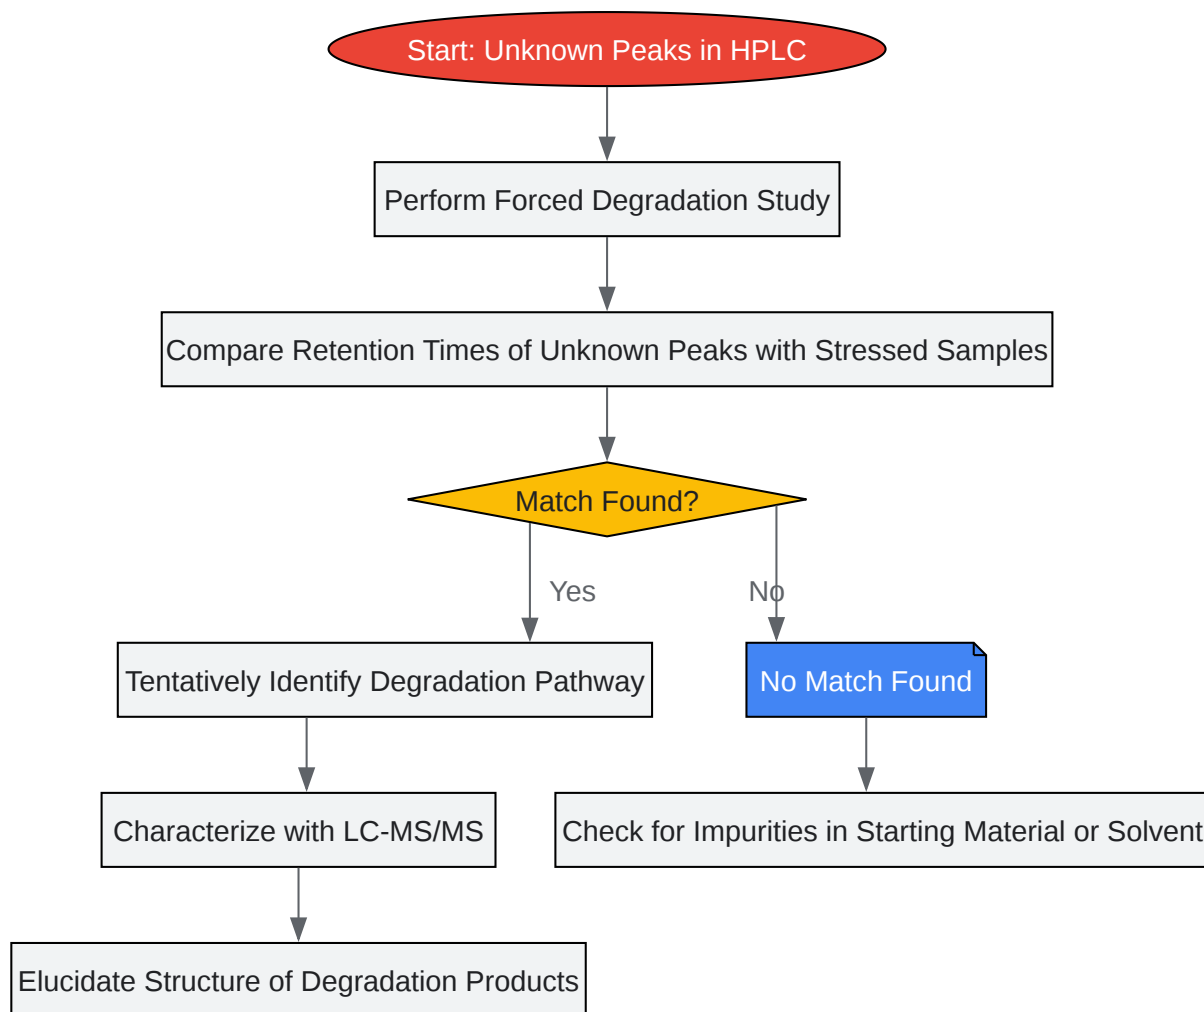 Start: Unknown Peaks in HPLC
Perform Forced Degradation Study
Compare Retention Times of Unknown Peaks with Stressed Samples
Match Found?
Yes
No
Tentatively Identify Degradation Pathway
No Match Found
Characterize with LC-MS/MS
Check for Impurities in Starting Material or Solvent
Elucidate Structure of Degradation Products